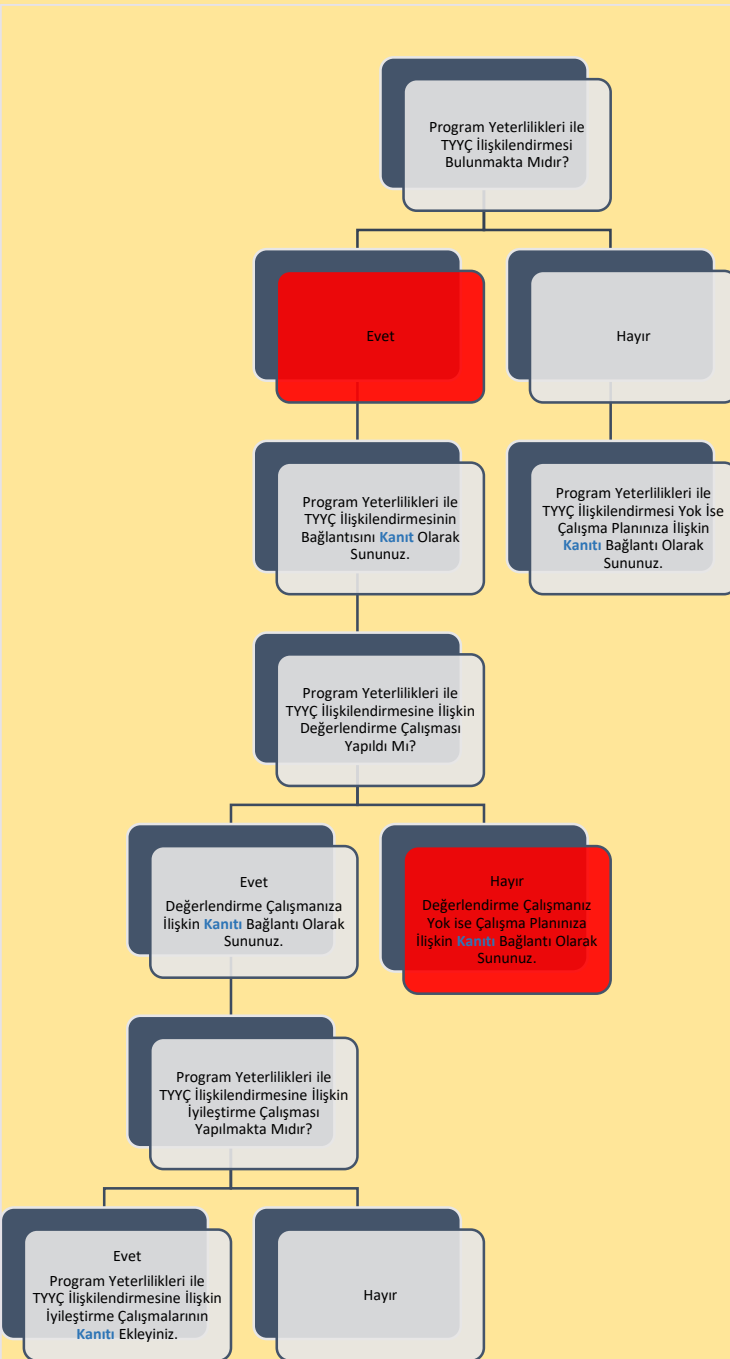 Program Yeterlilikleri ile
TYYÇ İlişkilendirmesi
Bulunmakta Mıdır?
Evet
Hayır
Program Yeterlilikleri ile
TYYÇ İlişkilendirmesinin
Bağlantısını Kanıt Olarak
Sununuz.
Program Yeterlilikleri ile
TYYÇ İlişkilendirmesi Yok İse
Çalışma Planınıza İlişkin
Kanıtı Bağlantı Olarak
Sununuz.
Program Yeterlilikleri ile
TYYÇ İlişkilendirmesine İlişkin
Değerlendirme Çalışması
Yapıldı Mı?
Evet
Değerlendirme Çalışmanıza
İlişkin Kanıtı Bağlantı Olarak
Sununuz.
Hayır
Değerlendirme Çalışmanız
Yok ise Çalışma Planınıza
İlişkin Kanıtı Bağlantı Olarak
Sununuz.
Program Yeterlilikleri ile
TYYÇ İlişkilendirmesine İlişkin
İyileştirme Çalışması
Yapılmakta Mıdır?
Evet
Program Yeterlilikleri ile
TYYÇ İlişkilendirmesine İlişkin
İyileştirme Çalışmalarının
Kanıtı Ekleyiniz.
Hayır